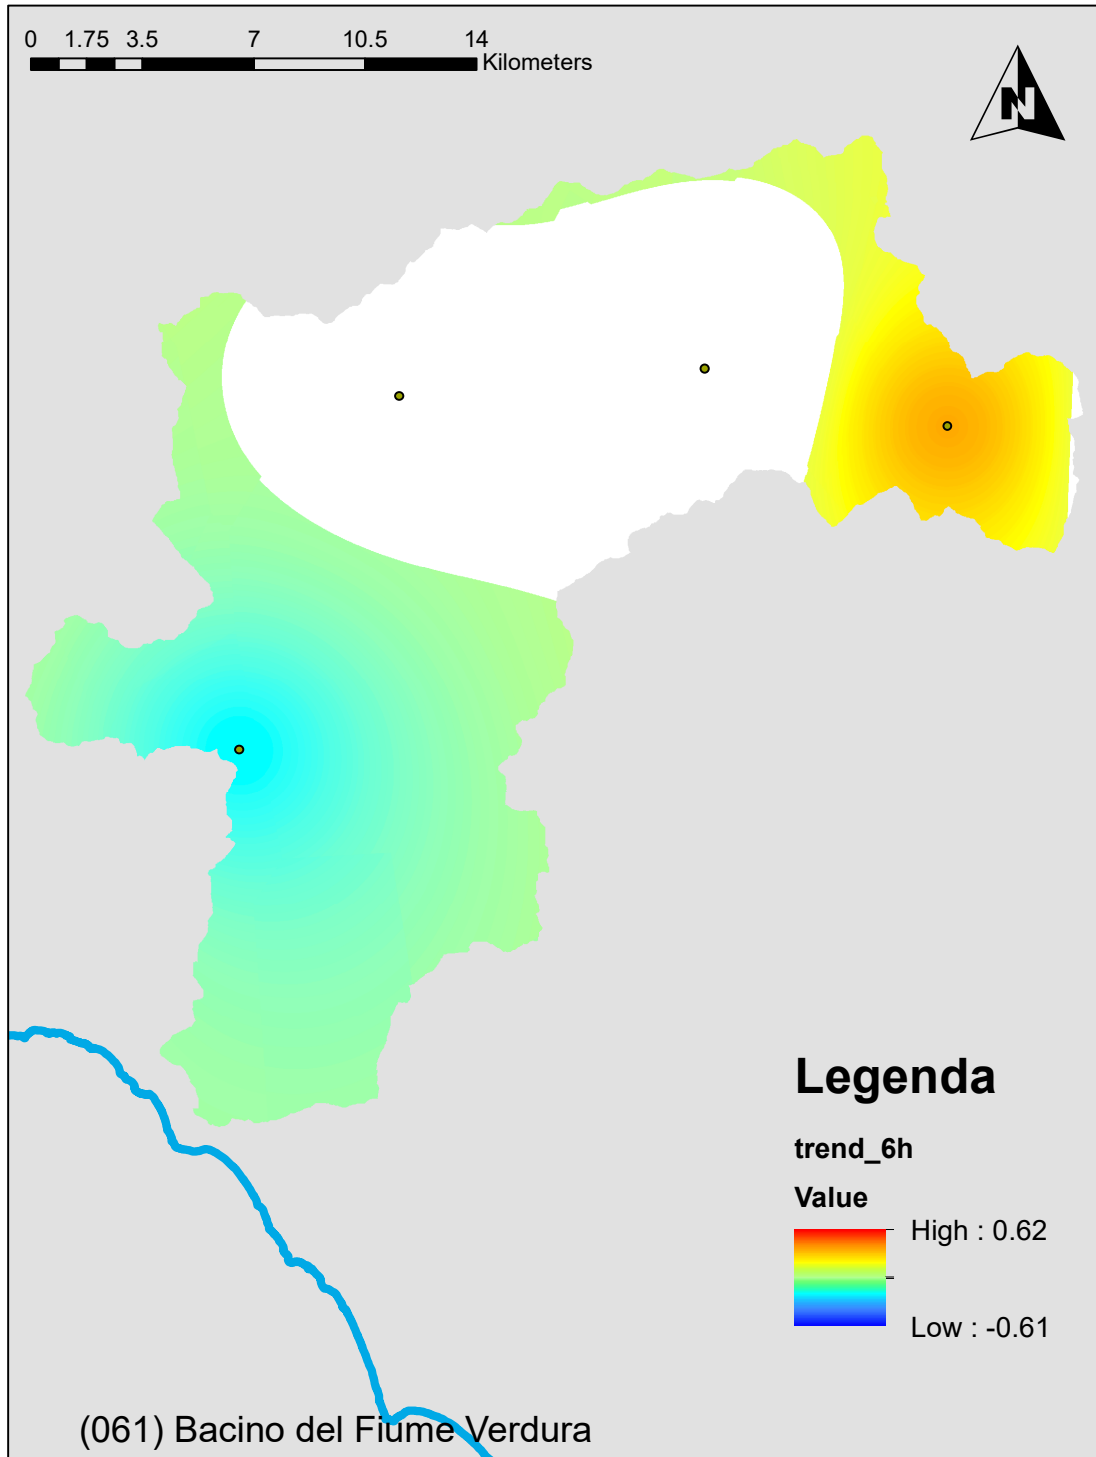 0 1.75 3.5 7 10.5 14
Kilometers
N
Legenda
trend_6h
Value
High : 0.62
Low : -0.61
(061) Bacino del Fiume Verdura